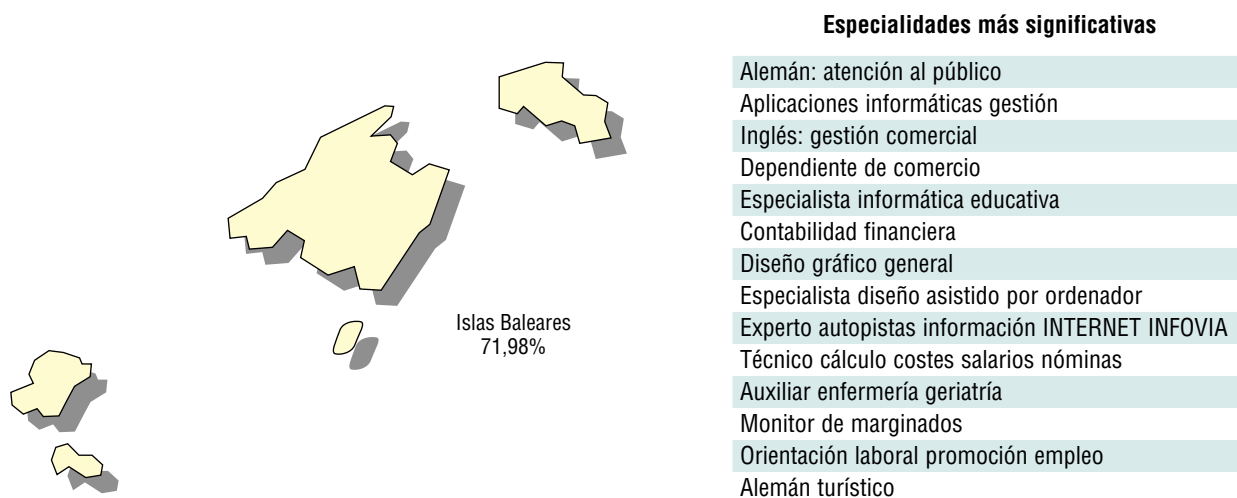 Especialidades más significativas
Alemán: atención al público
Aplicaciones informáticas gestión
Inglés: gestión comercial
Dependiente de comercio
Especialista informática educativa
Contabilidad financiera
Diseño gráfico general
Especialista diseño asistido por ordenador
Experto autopistas información INTERNET INFOVIA
Técnico cálculo costes salarios nóminas
Auxiliar enfermería geriatría
Monitor de marginados
Orientación laboral promoción empleo
Alemán turístico
Islas Baleares
71,98%